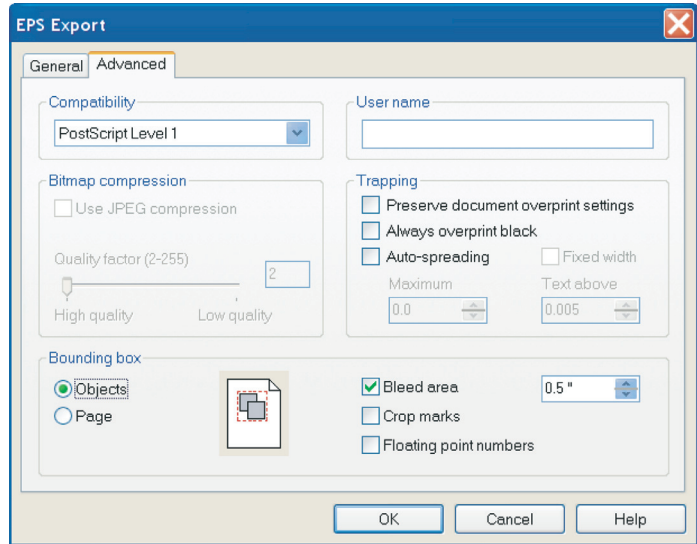 EPS Export
General
Advanced
Compatibility
PostScript Level 1
User name
Bitmap compression
Use JPEG compression
Quality factor (2-255)
2
High quality
Low quality
Trapping
Preserve document overprint settings
Always overprint black
Auto-spreading
Fixed width
Maximum
Text above
0.0
0.005
Bounding box
Objects
Page
Bleed area
0.5 "
Crop marks
Floating point numbers
OK
Cancel
Help